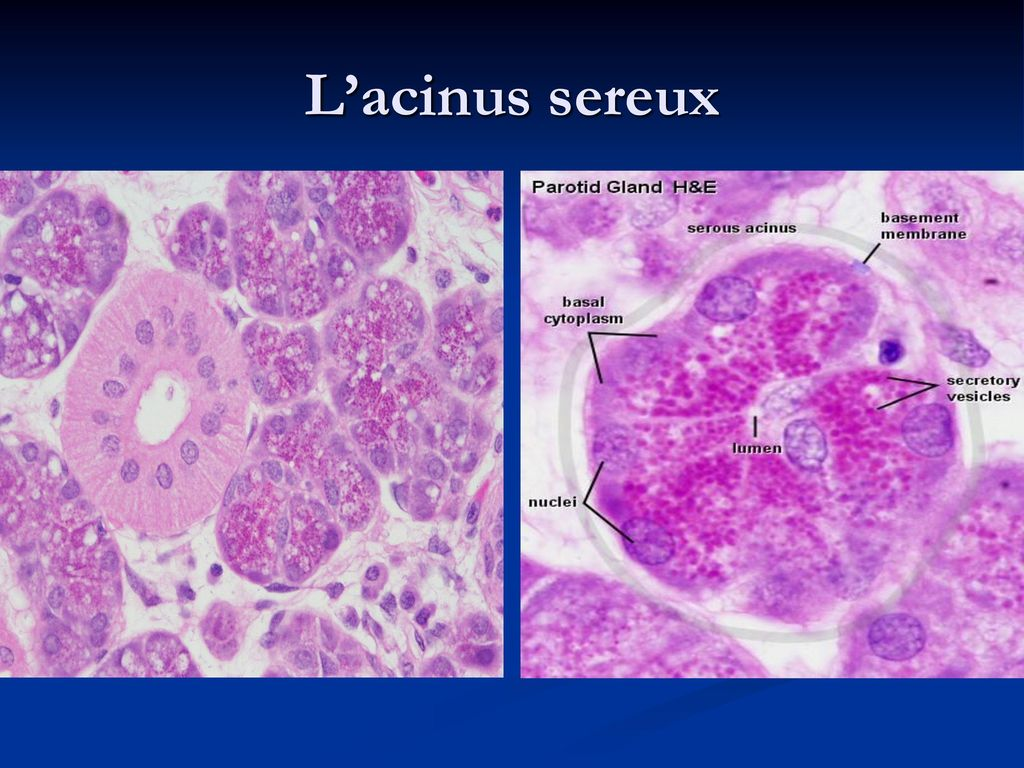 L’acinus sereux
Parotid Gland H&E
serous acinus
basement
membrane
basal
cytoplasm
secretory
vesicles
lumen
nuclei